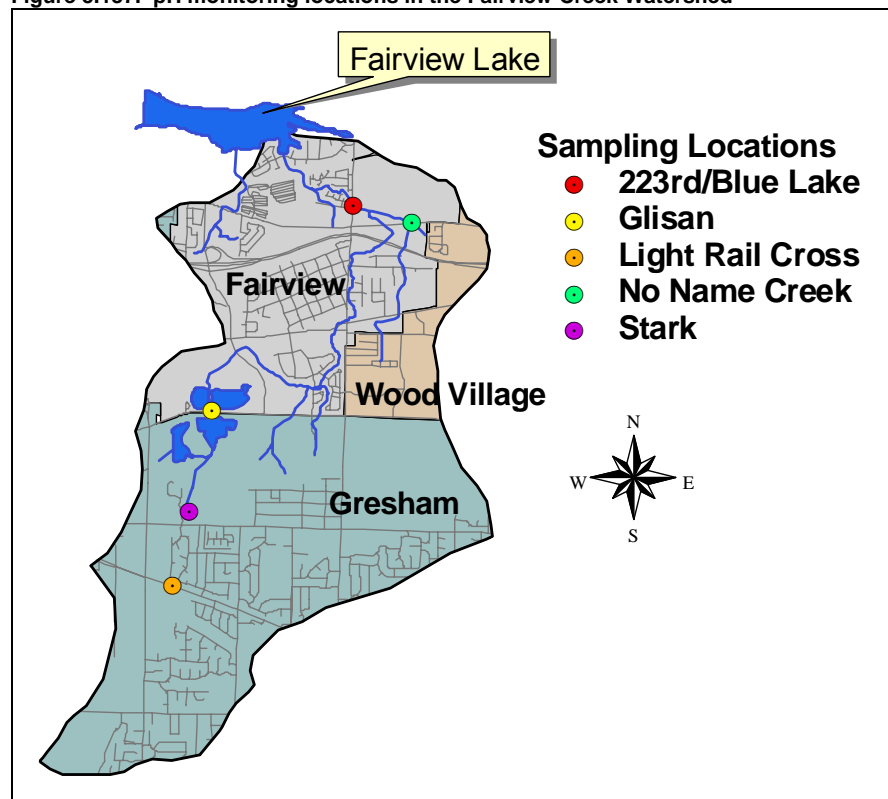 Fairview Lake
Sampling Locations
223rd/Blue Lake
Glisan
Light Rail Cross
No Name Creek
Stark
Fairview
Wood Village
Gresham
N
W E
S